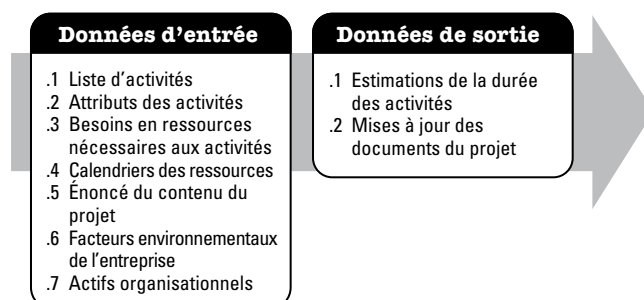 Données d'entrée
.1 Liste d'activités
.2 Attributs des activités
.3 Besoins en ressources
nécessaires aux activités
.4 Calendriers des ressources
.5 Énoncé du contenu du
projet
.6 Facteurs environnementaux
de l'entreprise
.7 Actifs organisationnels
Données de sortie
.1 Estimations de la durée
des activités
.2 Mises à jour des
documents du projet